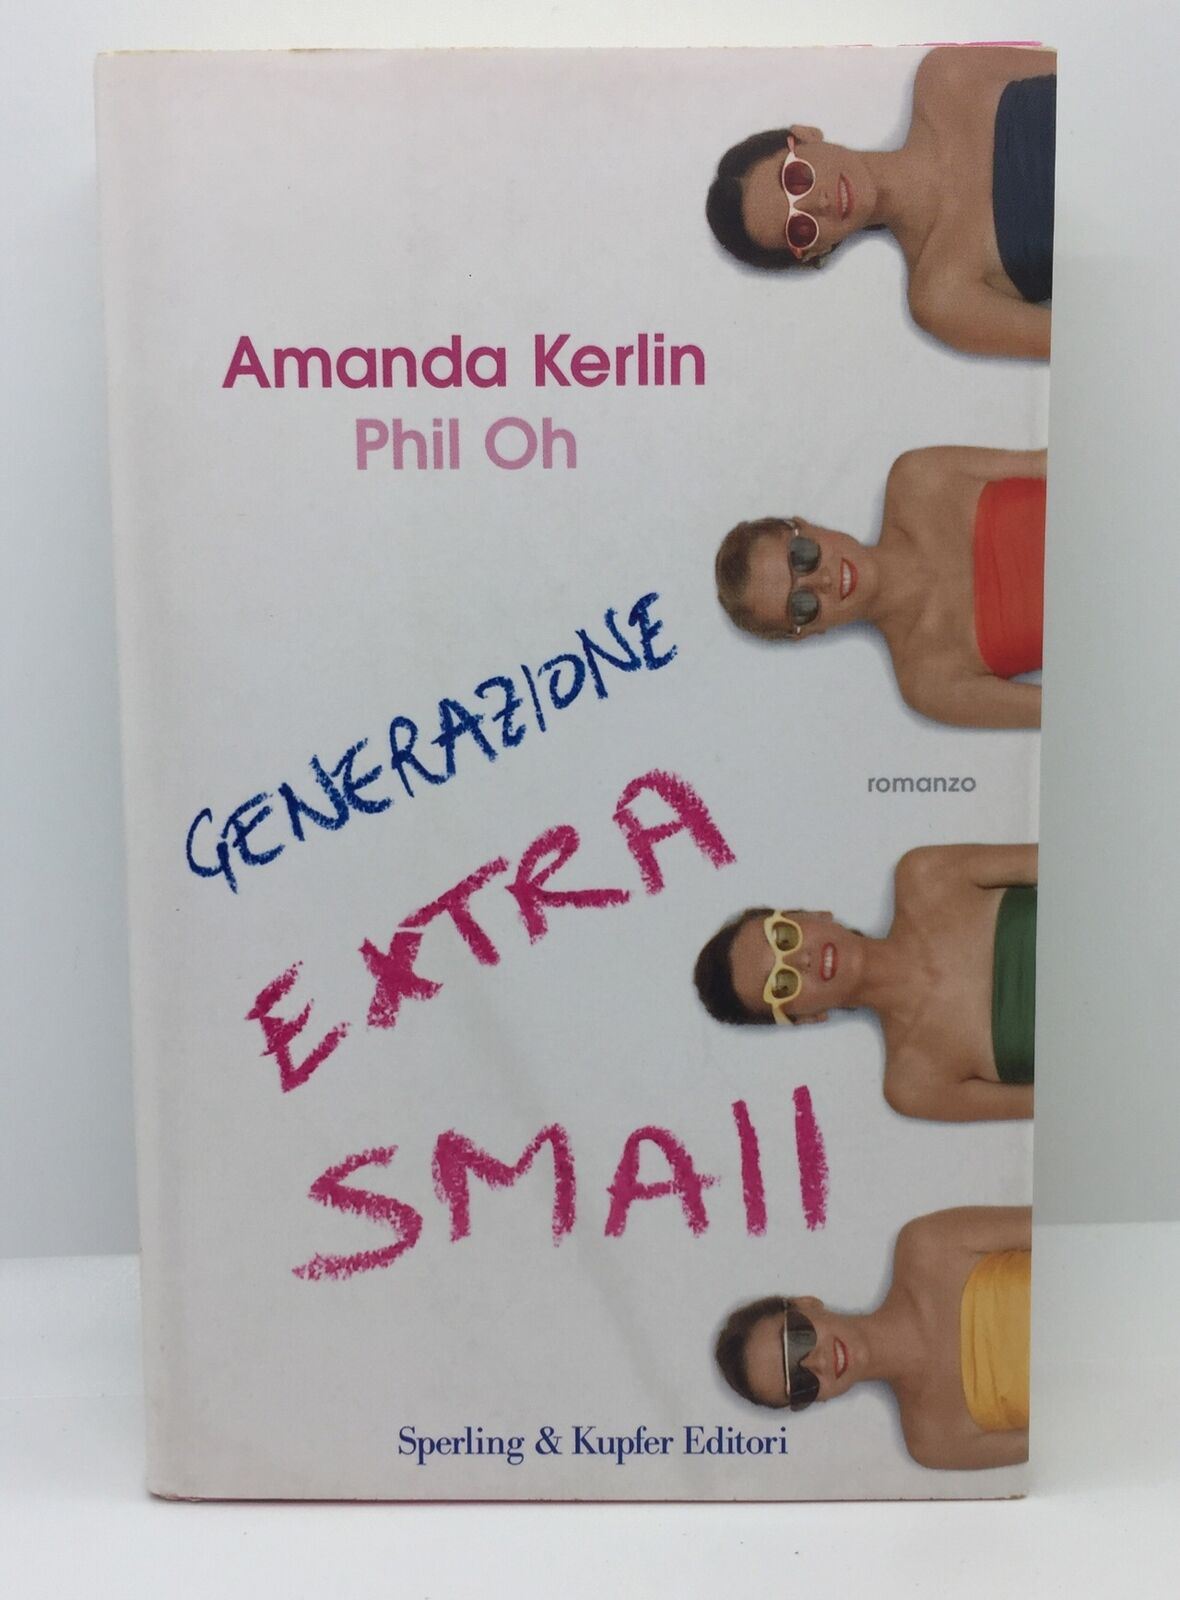 Amanda Kerlin
Phil Oh
GENERAZIONE
EXTRA
SMAll
romanzo
Sperling & Kupfer Editori